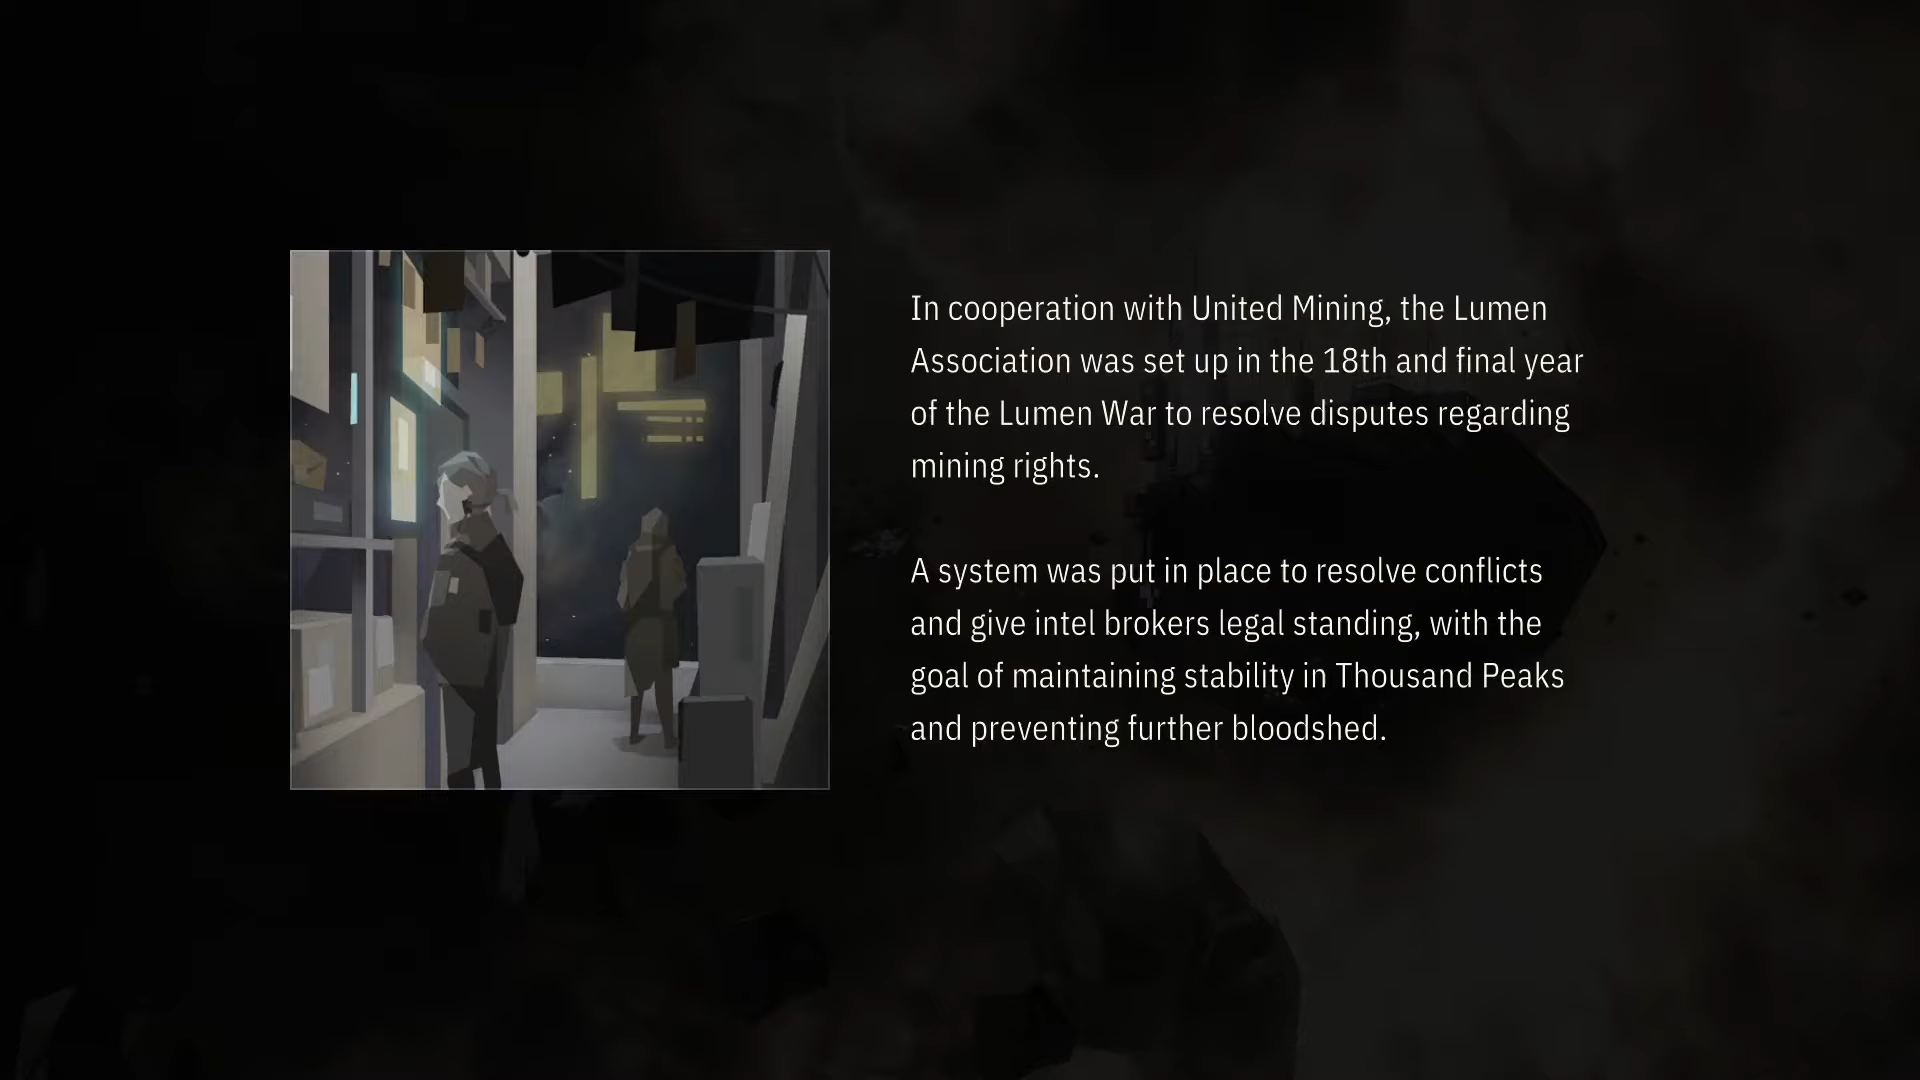 In cooperation with United Mining, the Lumen
Association was set up in the 18th and final year
of the Lumen War to resolve disputes regarding
mining rights.
A system was put in place to resolve conflicts
and give intel brokers legal standing, with the
goal of maintaining stability in Thousand Peaks
and preventing further bloodshed.